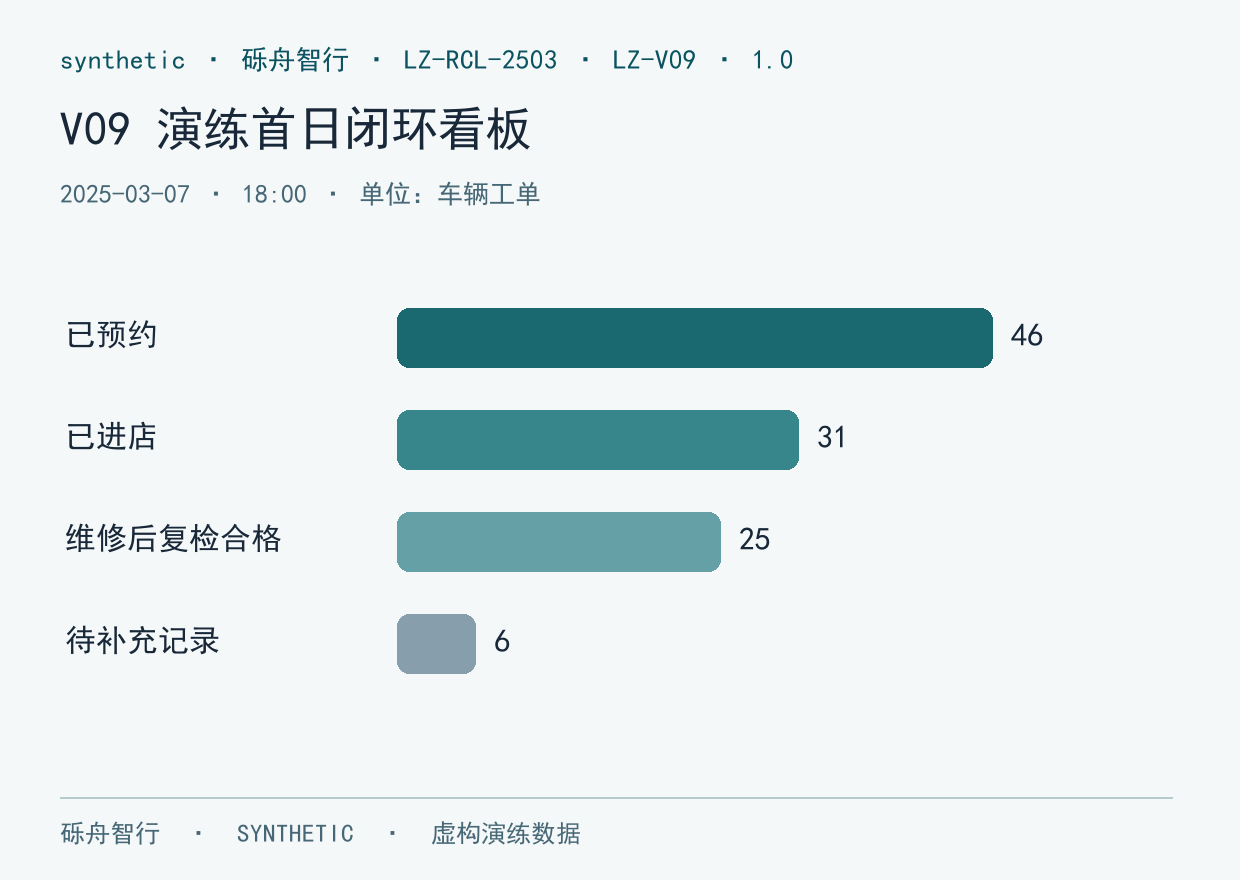 synthetic · 砾舟智行 · LZ-RCL-2503 · LZ-V09 · 1.0
V09 演练首日闭环看板
2025-03-07 · 18:00 · 单位：车辆工单
已预约 46
已进店 31
维修后复检合格 25
待补充记录 6
砾舟智行 · SYNTHETIC · 虚构演练数据